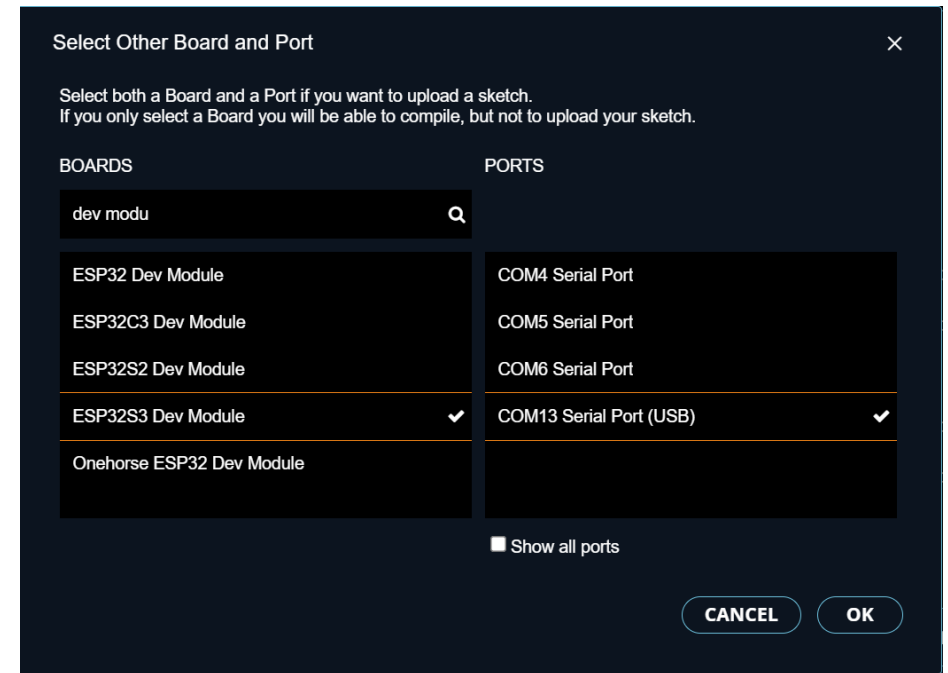 Select Other Board and Port
Select both a Board and a Port if you want to upload a sketch.
If you only select a Board you will be able to compile, but not to upload your sketch.
BOARDS
PORTS
dev modu
ESP32 Dev Module
ESP32C3 Dev Module
ESP32S2 Dev Module
ESP32S3 Dev Module
Onehorse ESP32 Dev Module
COM4 Serial Port
COM5 Serial Port
COM6 Serial Port
COM13 Serial Port (USB)
Show all ports
CANCEL
OK